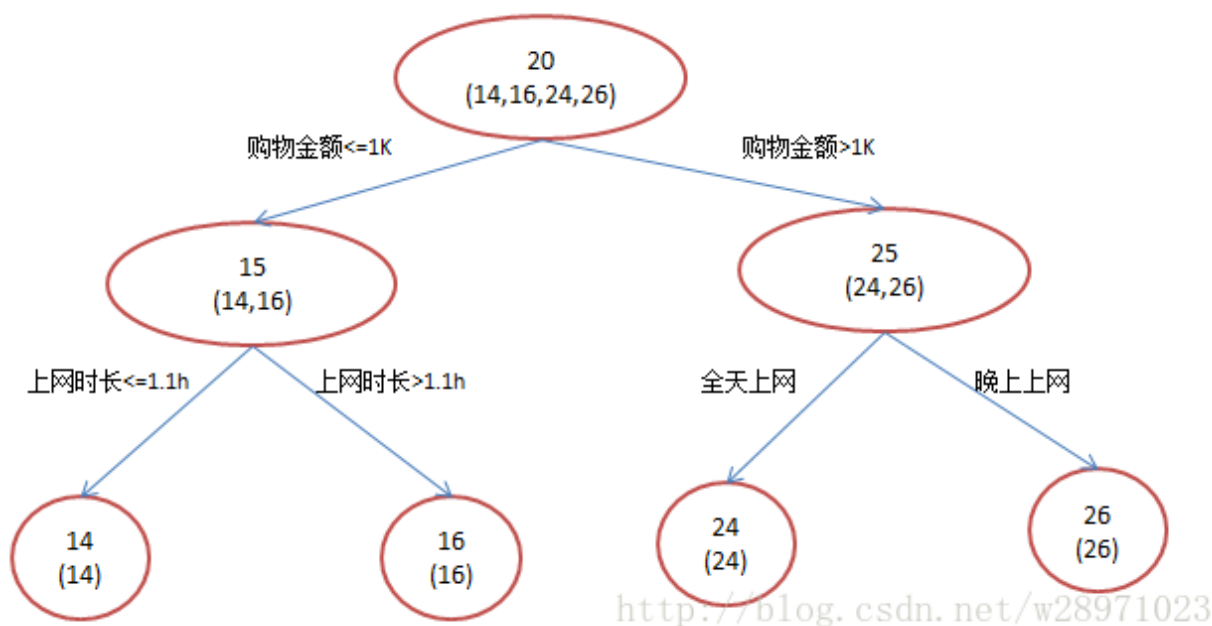 20
(14,16,24,26)
购物金额<=1K
购物金额>1K
15
(14,16)
25
(24,26)
上网时长<=1.1h
上网时长>1.1h
全天上网
晚上上网
14
(14)
16
(16)
24
(24)
26
(26)
http://blog.csdn.net/w28971023